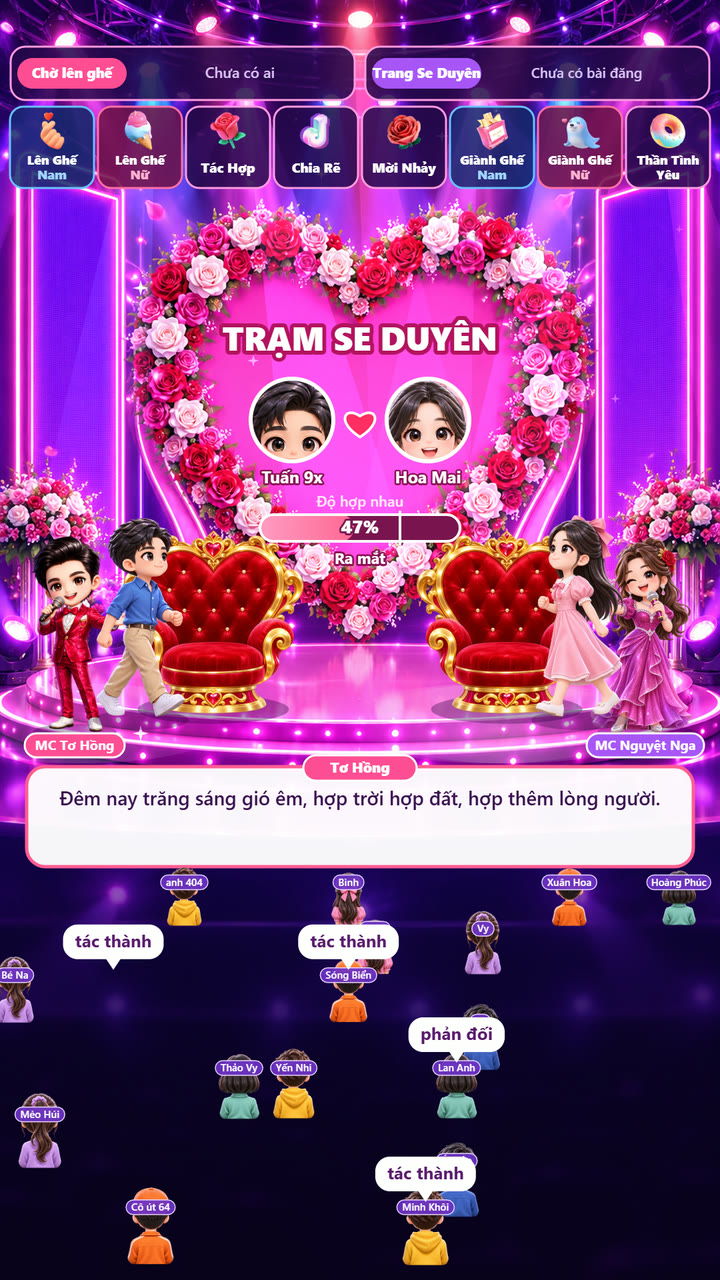 Chờ lên ghế
Chưa có ai
Trang Se Duyên
Chưa có bài đăng
Lên Ghế
Nam
Lên Ghế
Nữ
Tác Hợp
Chia Rẽ
Mời Nhảy
Giành Ghế
Nam
Giành Ghế
Nữ
Thần Tình
Yêu
TRẠM SE DUYÊN
Tuấn 9x
Hoa Mai
Độ hợp nhau
47%
Ra mắt
MC Tơ Hồng
MC Nguyệt Nga
Tơ Hồng
Đêm nay trăng sáng gió êm, hợp trời hợp đất, hợp thêm lòng người.
anh 404
Bình
Xuân Hoa
Hoàng Phúc
Vy
tác thành
tác thành
Bé Na
Sóng Biển
phản đối
Thảo Vy
Yến Nhi
Lan Anh
Mèo Húi
tác thành
Cô út 64
Minh Khôi